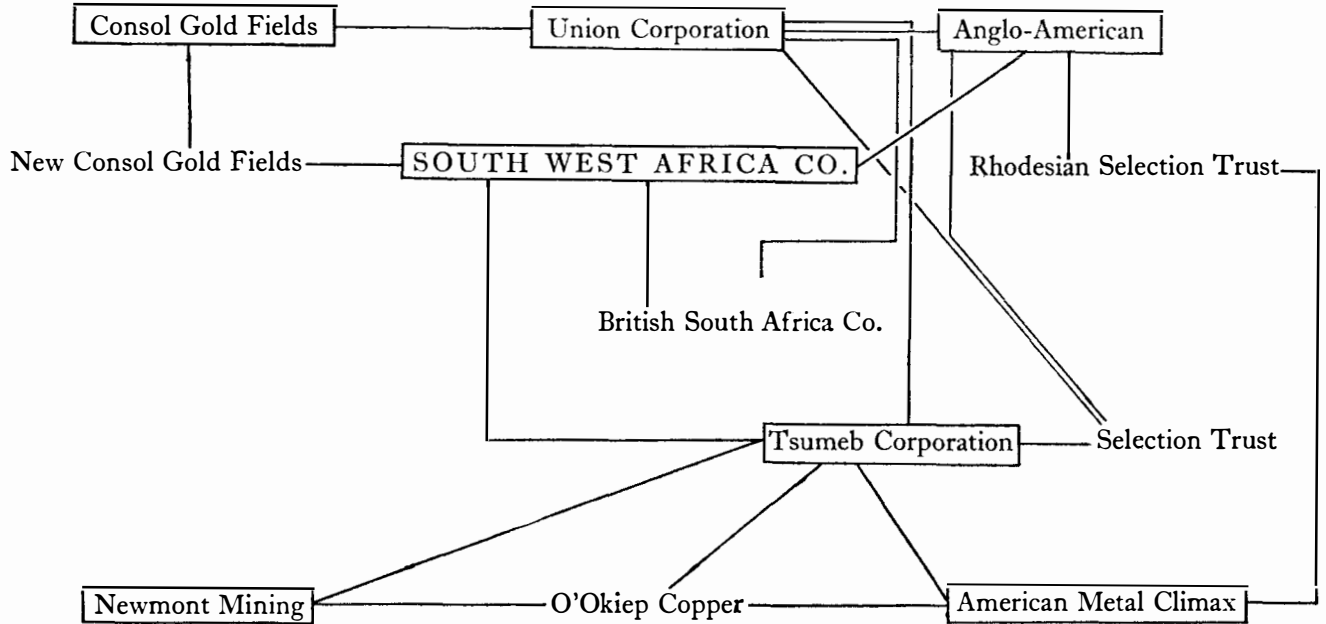 Consol Gold Fields
Union Corporation
Anglo-American
New Consol Gold Fields
SOUTH WEST AFRICA CO.
Rhodesian Selection Trust
British South Africa Co.
Tsumeb Corporation
Selection Trust
Newmont Mining
O'Okiep Copper
American Metal Climax